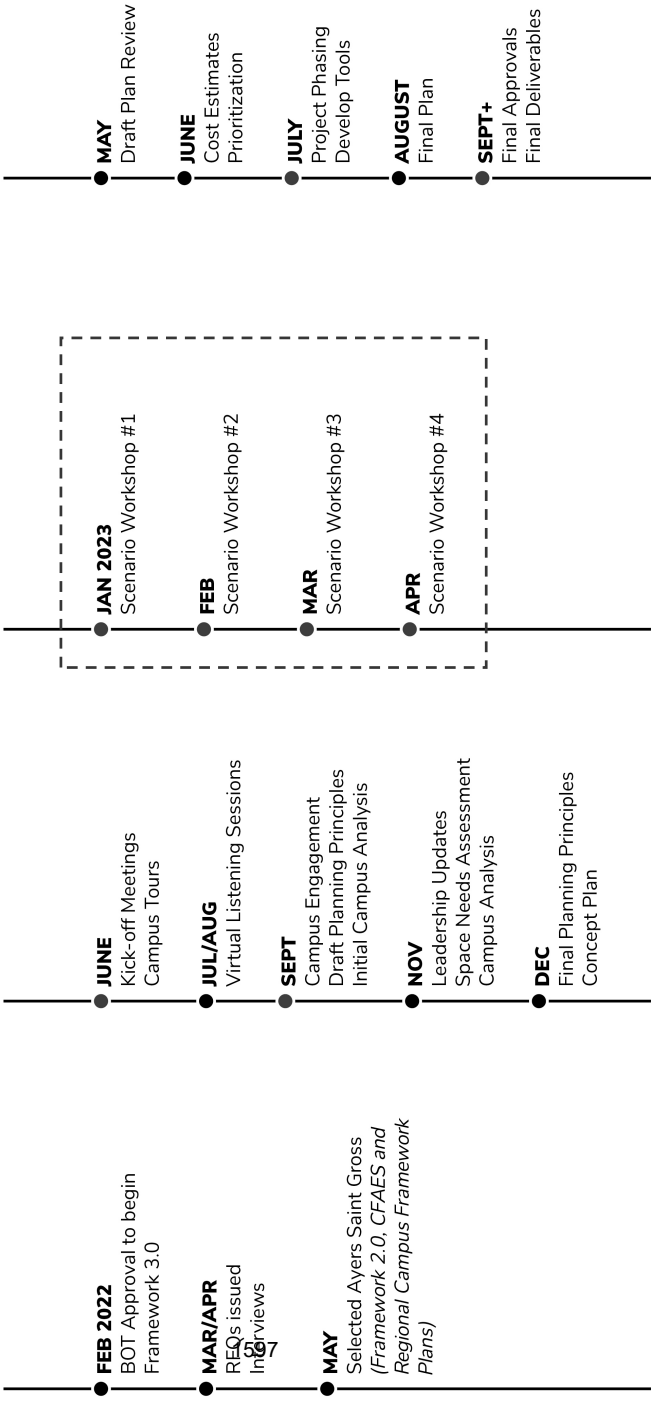 FEB 2022
BOT Approval to begin
Framework 3.0
MAR/APR
RFQs issued
Interviews
MAY
Selected Ayers Saint Gross
(Framework 2.0, CFAES and
Regional Campus Framework
Plans)
JUNE
Kick-off Meetings
Campus Tours
JUL/AUG
Virtual Listening Sessions
SEPT
Campus Engagement
Draft Planning Principles
Initial Campus Analysis
NOV
Leadership Updates
Space Needs Assessment
Campus Analysis
DEC
Final Planning Principles
Concept Plan
JAN 2023
Scenario Workshop #1
FEB
Scenario Workshop #2
MAR
Scenario Workshop #3
APR
Scenario Workshop #4
MAY
Draft Plan Review
JUNE
Cost Estimates
Prioritization
JULY
Project Phasing
Develop Tools
AUGUST
Final Plan
SEPT+
Final Approvals
Final Deliverables
1597